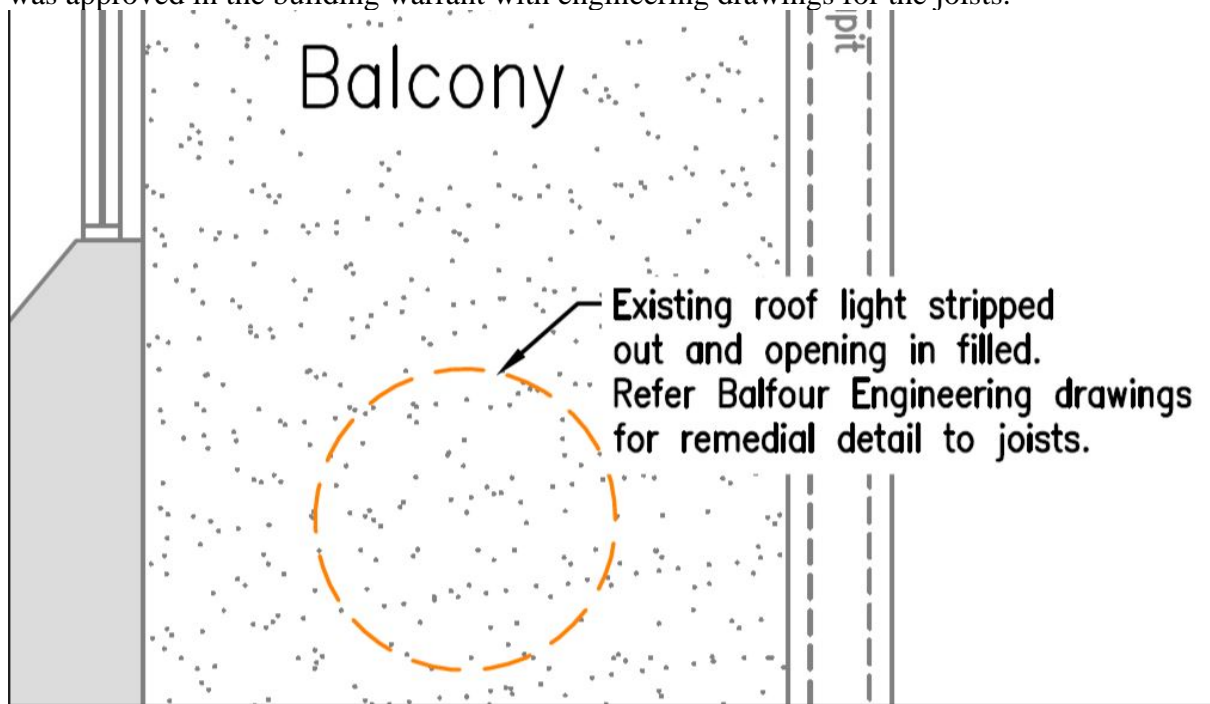 was approved in the building warrant with engineering drawings for the joists.
Balcony
pit
Existing roof light stripped
out and opening in filled.
Refer Balfour Engineering drawings
for remedial detail to joists.